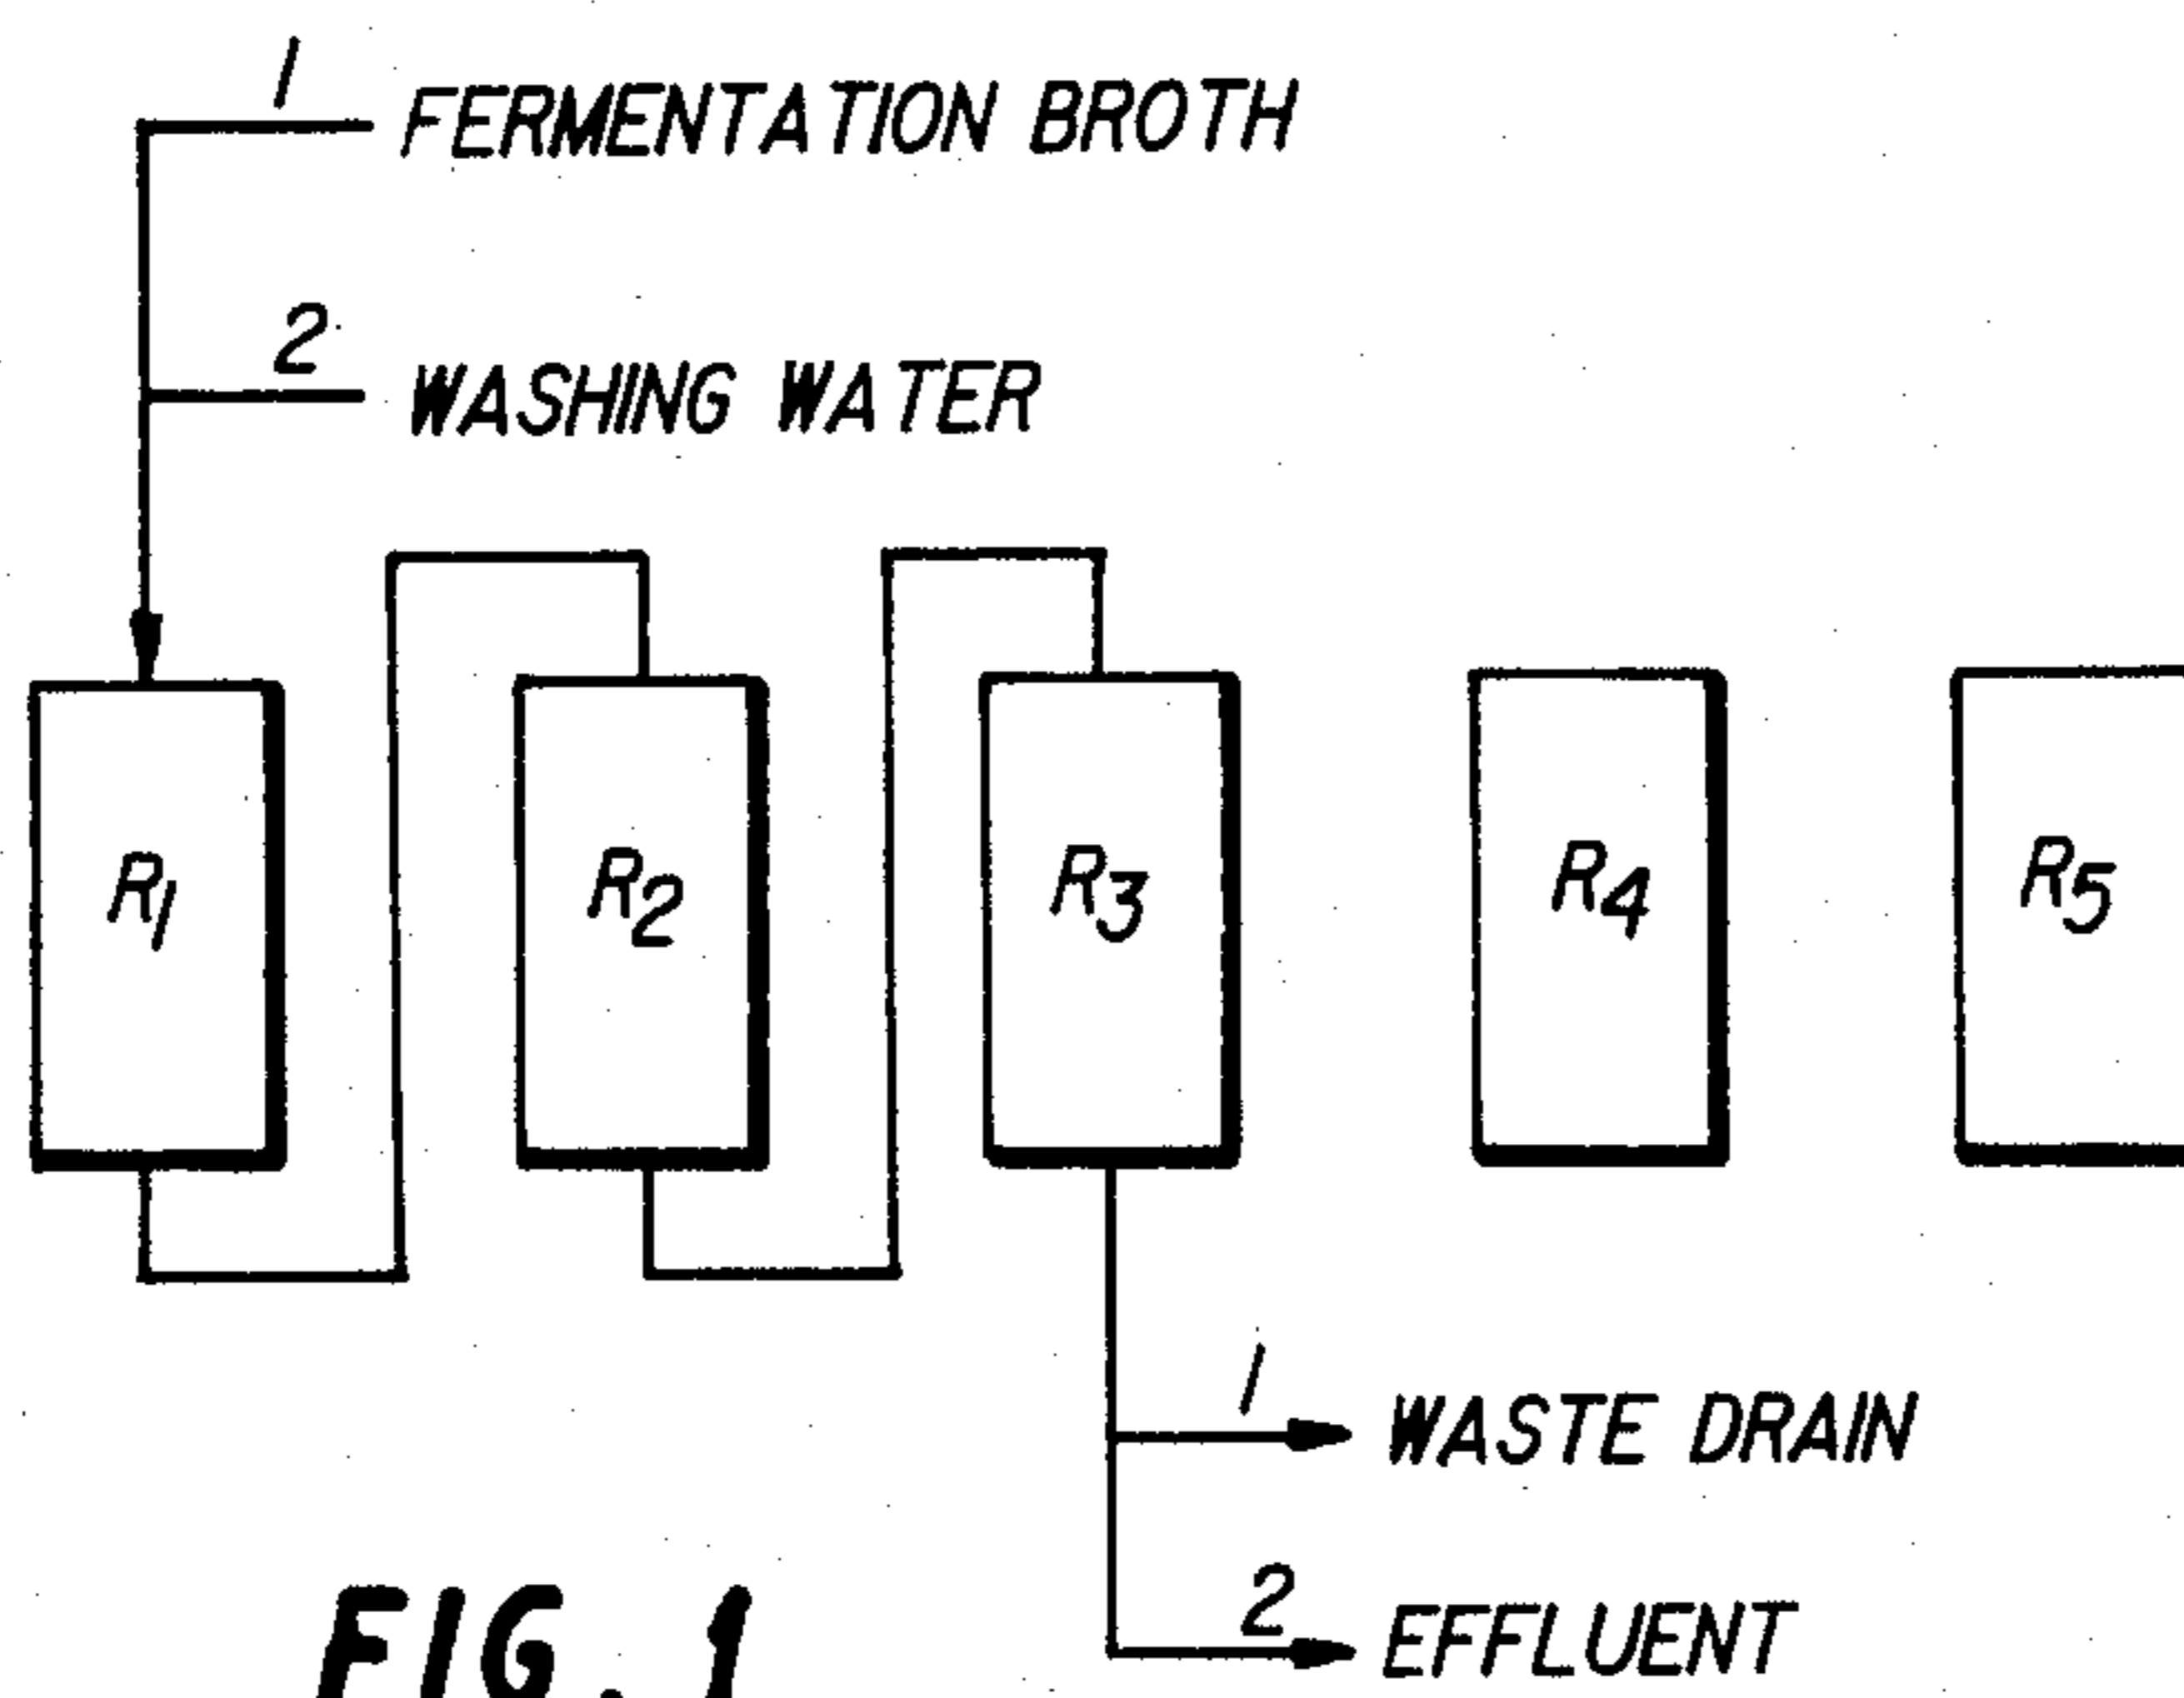 1
FERMENTATION BROTH
2
WASHING WATER
R1
R2
R3
R4
R5
1
WASTE DRAIN
2
EFFLUENT
FIG. 1